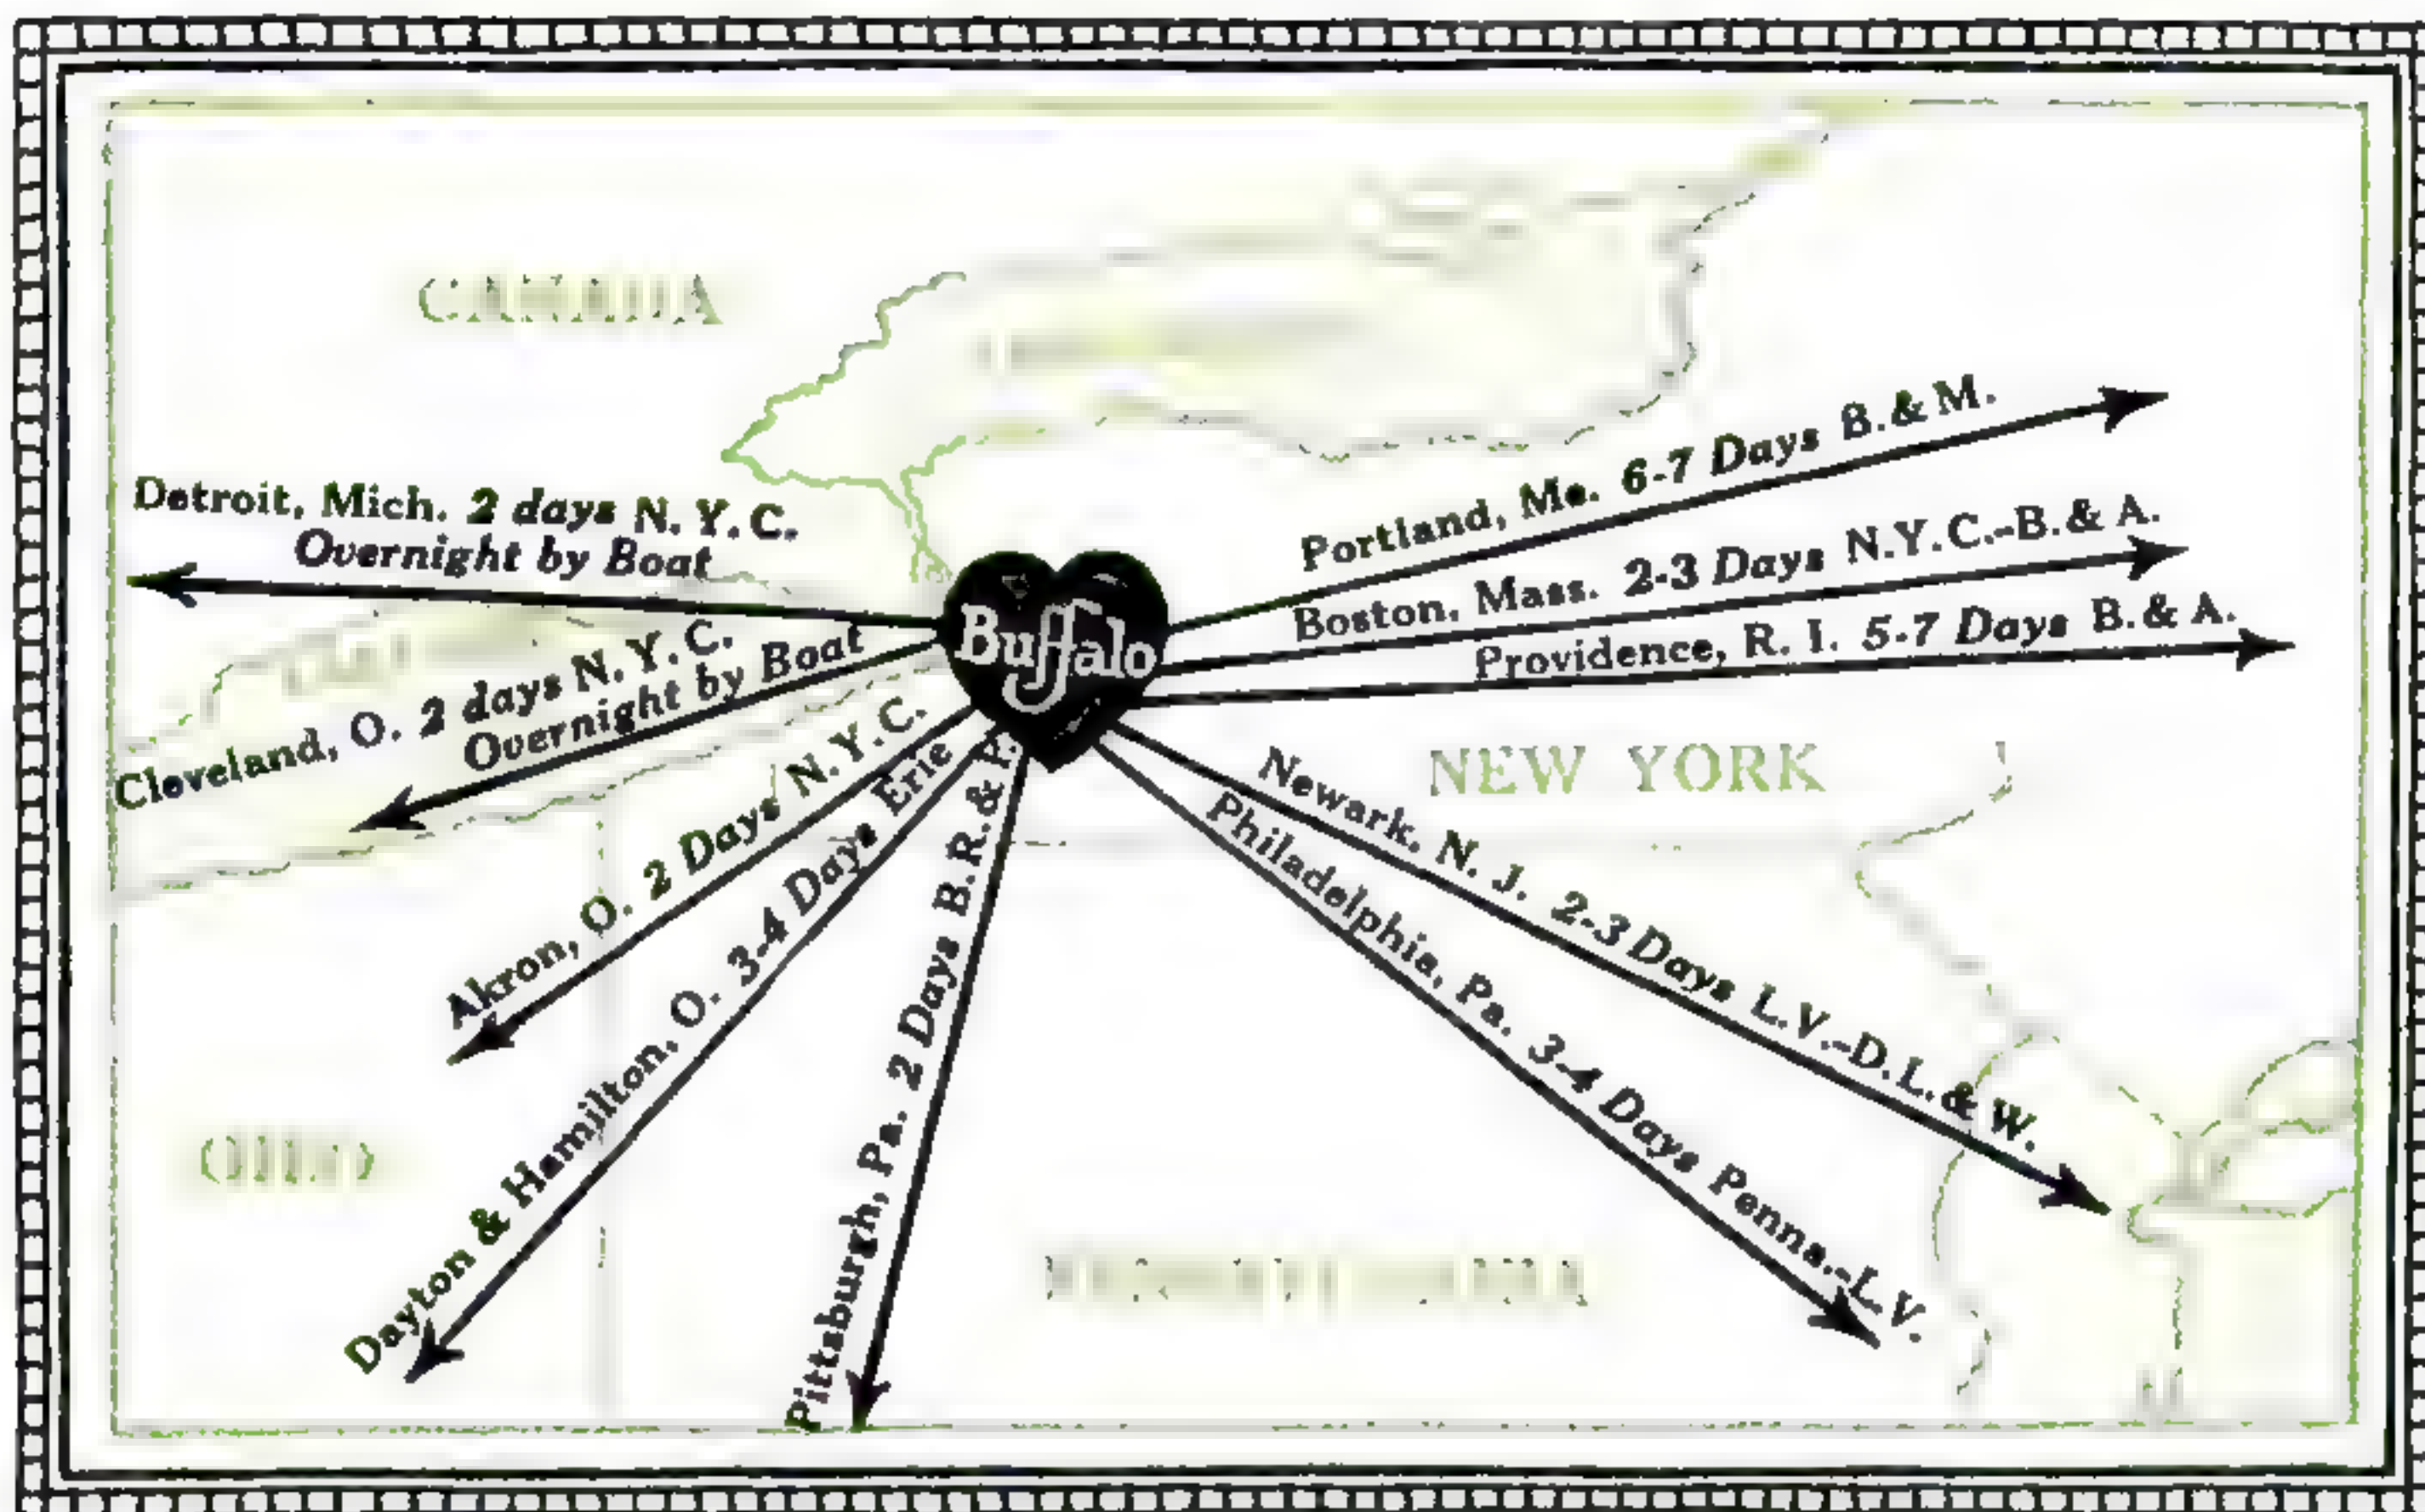 CANADA
Detroit, Mich. 2 days N. Y. C.
Overnight by Boat
Cleveland, O. 2 days N. Y. C.
Overnight by Boat
Akron, O. 2 Days N. Y. C.
Dayton & Hamilton, O. 3-4 Days Erie
Pittsburgh, Pa. 2 Days B. R. & P.
Buffalo
Portland, Me. 6-7 Days B. & M.
Boston, Mass. 2-3 Days N.Y.C.-B. & A.
Providence, R. I. 5-7 Days B. & A.
NEW YORK
Newark, N. J. 2-3 Days L.V.-D.L. & W.
Philadelphia, Pa. 3-4 Days Penna.-L.V.
OHIO